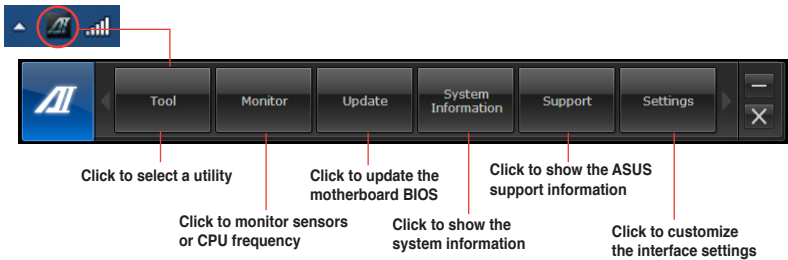 Tool
Monitor
Update
System
Information
Support
Settings
Click to select a utility
Click to update the
motherboard BIOS
Click to show the ASUS
support information
Click to monitor sensors
or CPU frequency
Click to show the
system information
Click to customize
the interface settings